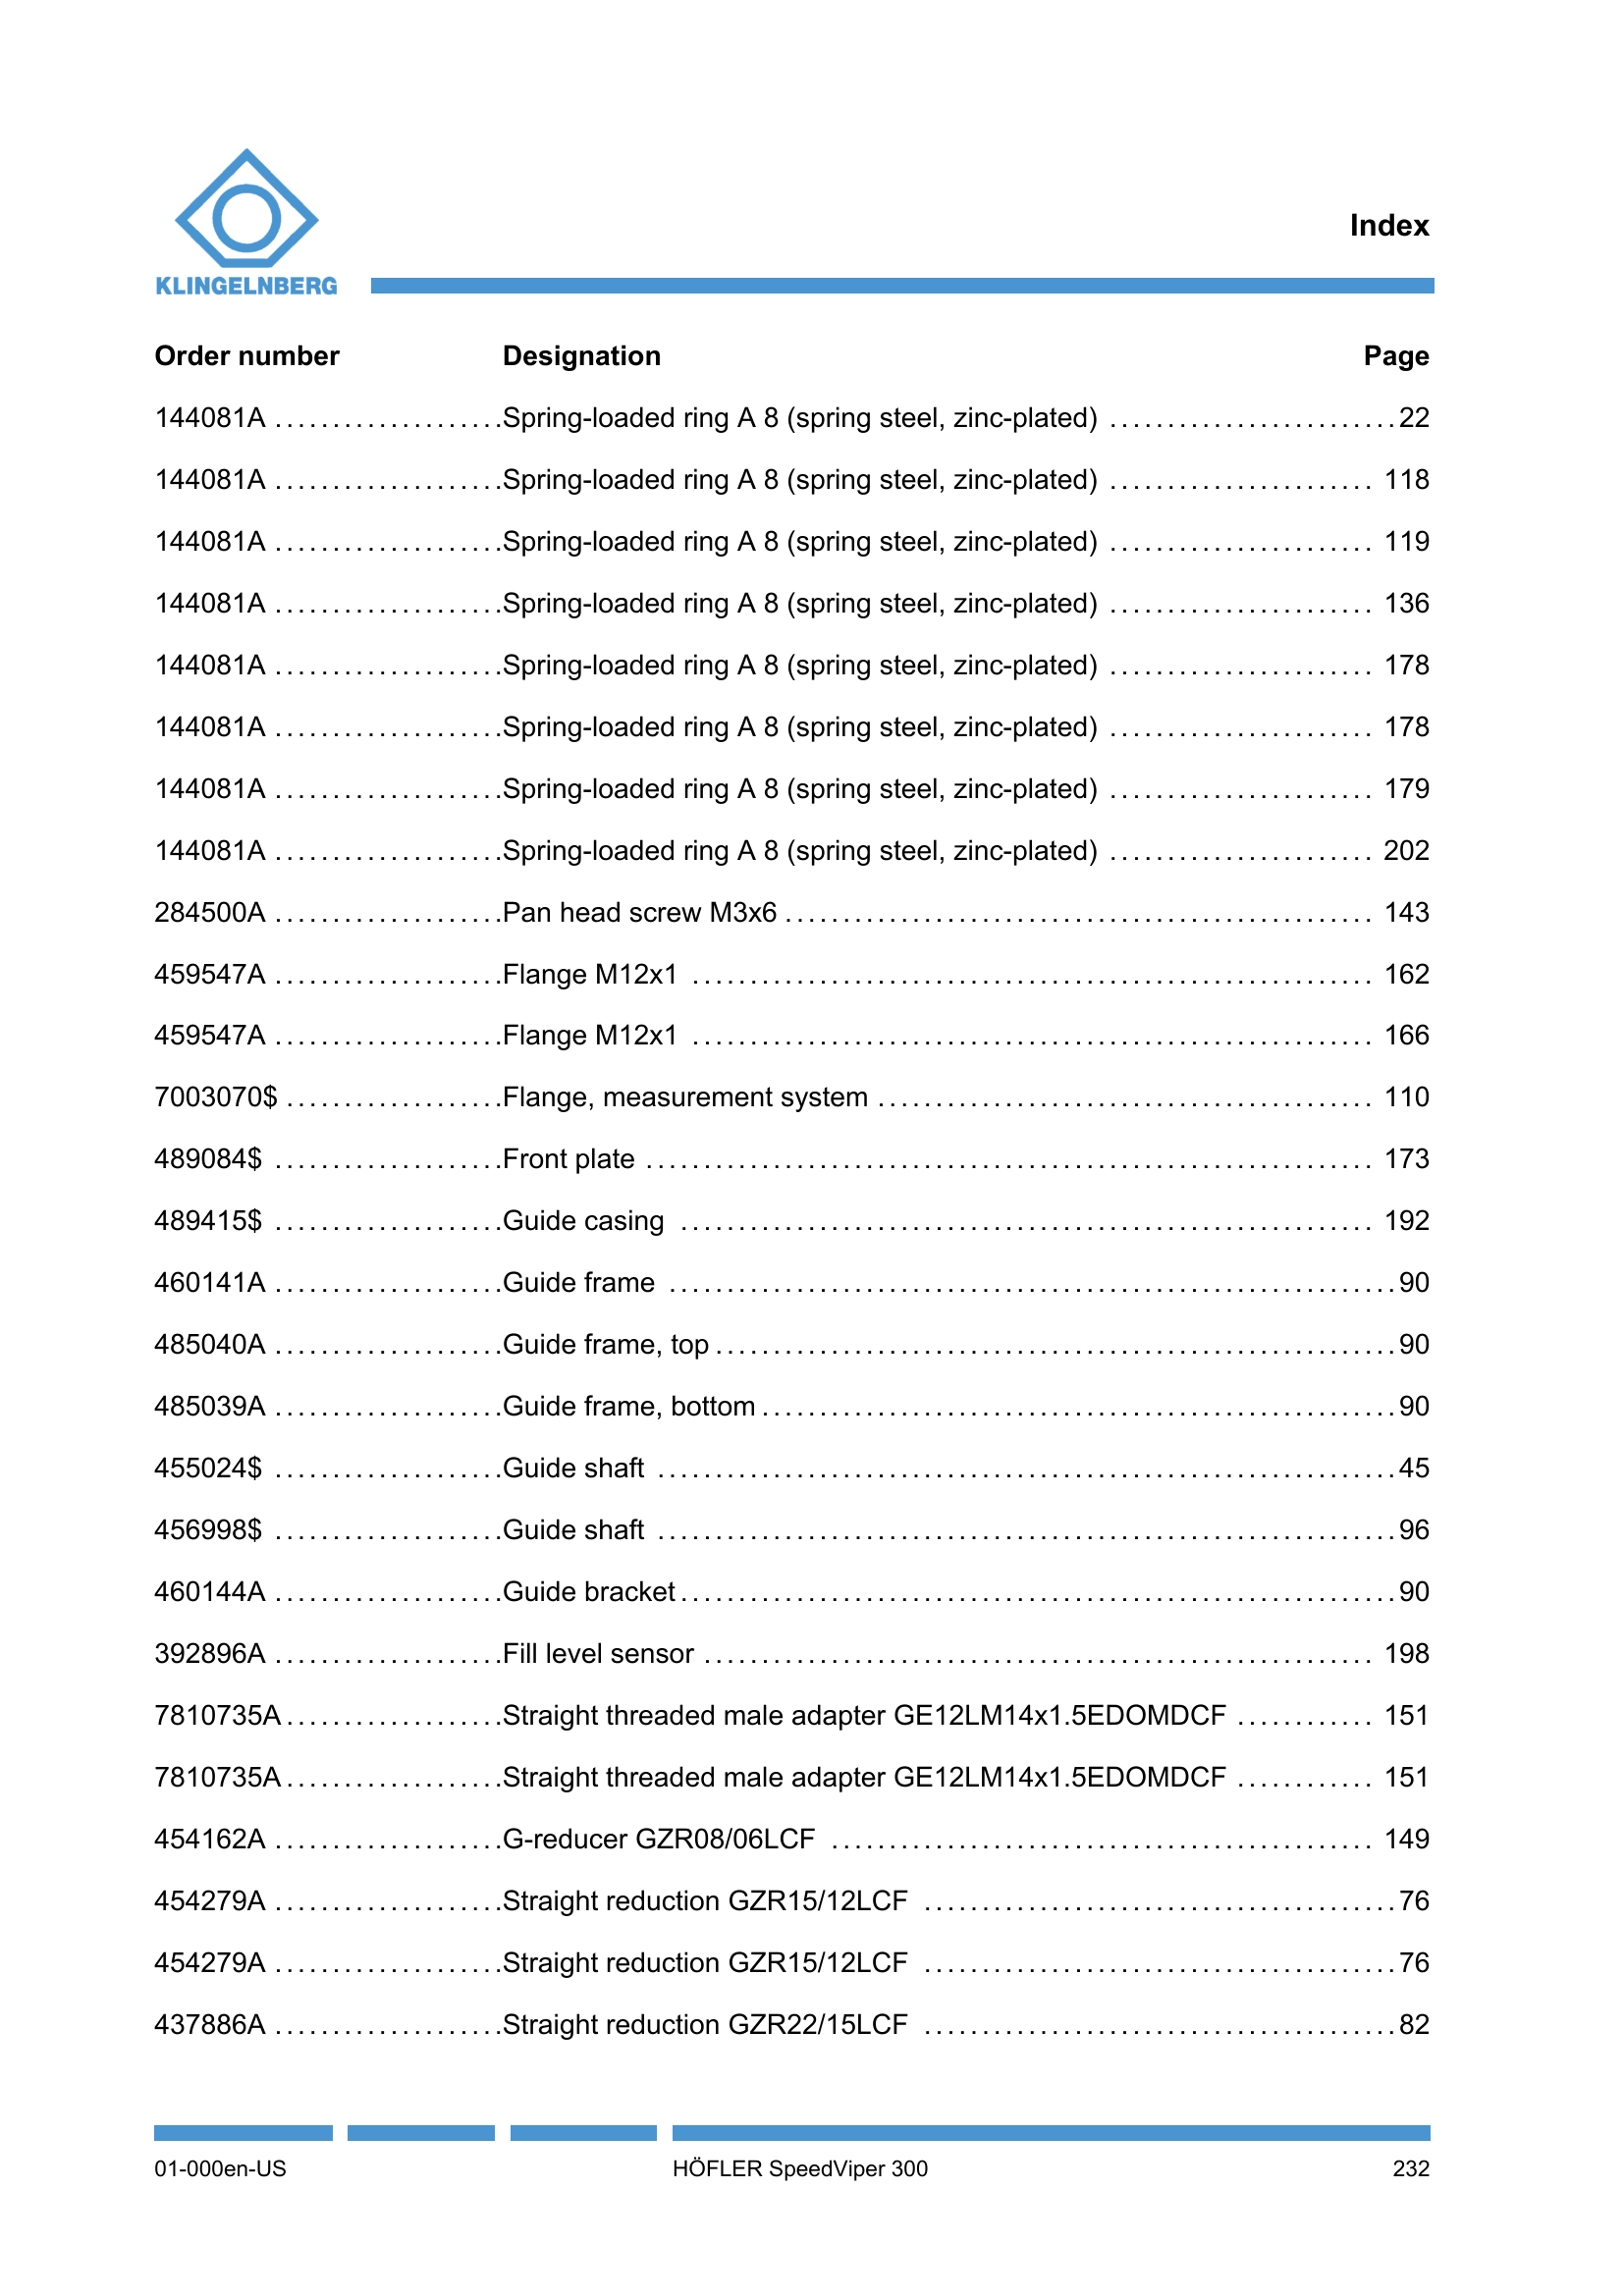 KLINGELNBERG
Index
Order number Designation Page
144081A ....................Spring-loaded ring A 8 (spring steel, zinc-plated) .........................22
144081A ....................Spring-loaded ring A 8 (spring steel, zinc-plated) ....................... 118
144081A ....................Spring-loaded ring A 8 (spring steel, zinc-plated) ....................... 119
144081A ....................Spring-loaded ring A 8 (spring steel, zinc-plated) ....................... 136
144081A ....................Spring-loaded ring A 8 (spring steel, zinc-plated) ....................... 178
144081A ....................Spring-loaded ring A 8 (spring steel, zinc-plated) ....................... 178
144081A ....................Spring-loaded ring A 8 (spring steel, zinc-plated) ....................... 179
144081A ....................Spring-loaded ring A 8 (spring steel, zinc-plated) ....................... 202
284500A ....................Pan head screw M3x6 ................................................... 143
459547A ....................Flange M12x1 ........................................................... 162
459547A ....................Flange M12x1 ........................................................... 166
7003070$ ...................Flange, measurement system ........................................... 110
489084$ ....................Front plate ............................................................... 173
489415$ ....................Guide casing ............................................................ 192
460141A ....................Guide frame ...............................................................90
485040A ....................Guide frame, top ...........................................................90
485039A ....................Guide frame, bottom .......................................................90
455024$ ....................Guide shaft ................................................................45
456998$ ....................Guide shaft ................................................................96
460144A ....................Guide bracket ..............................................................90
392896A ....................Fill level sensor .......................................................... 198
7810735A ...................Straight threaded male adapter GE12LM14x1.5EDOMDCF ............ 151
7810735A ...................Straight threaded male adapter GE12LM14x1.5EDOMDCF ............ 151
454162A ....................G-reducer GZR08/06LCF ............................................... 149
454279A ....................Straight reduction GZR15/12LCF .........................................76
454279A ....................Straight reduction GZR15/12LCF .........................................76
437886A ....................Straight reduction GZR22/15LCF .........................................82
01-000en-US HÖFLER SpeedViper 300 232